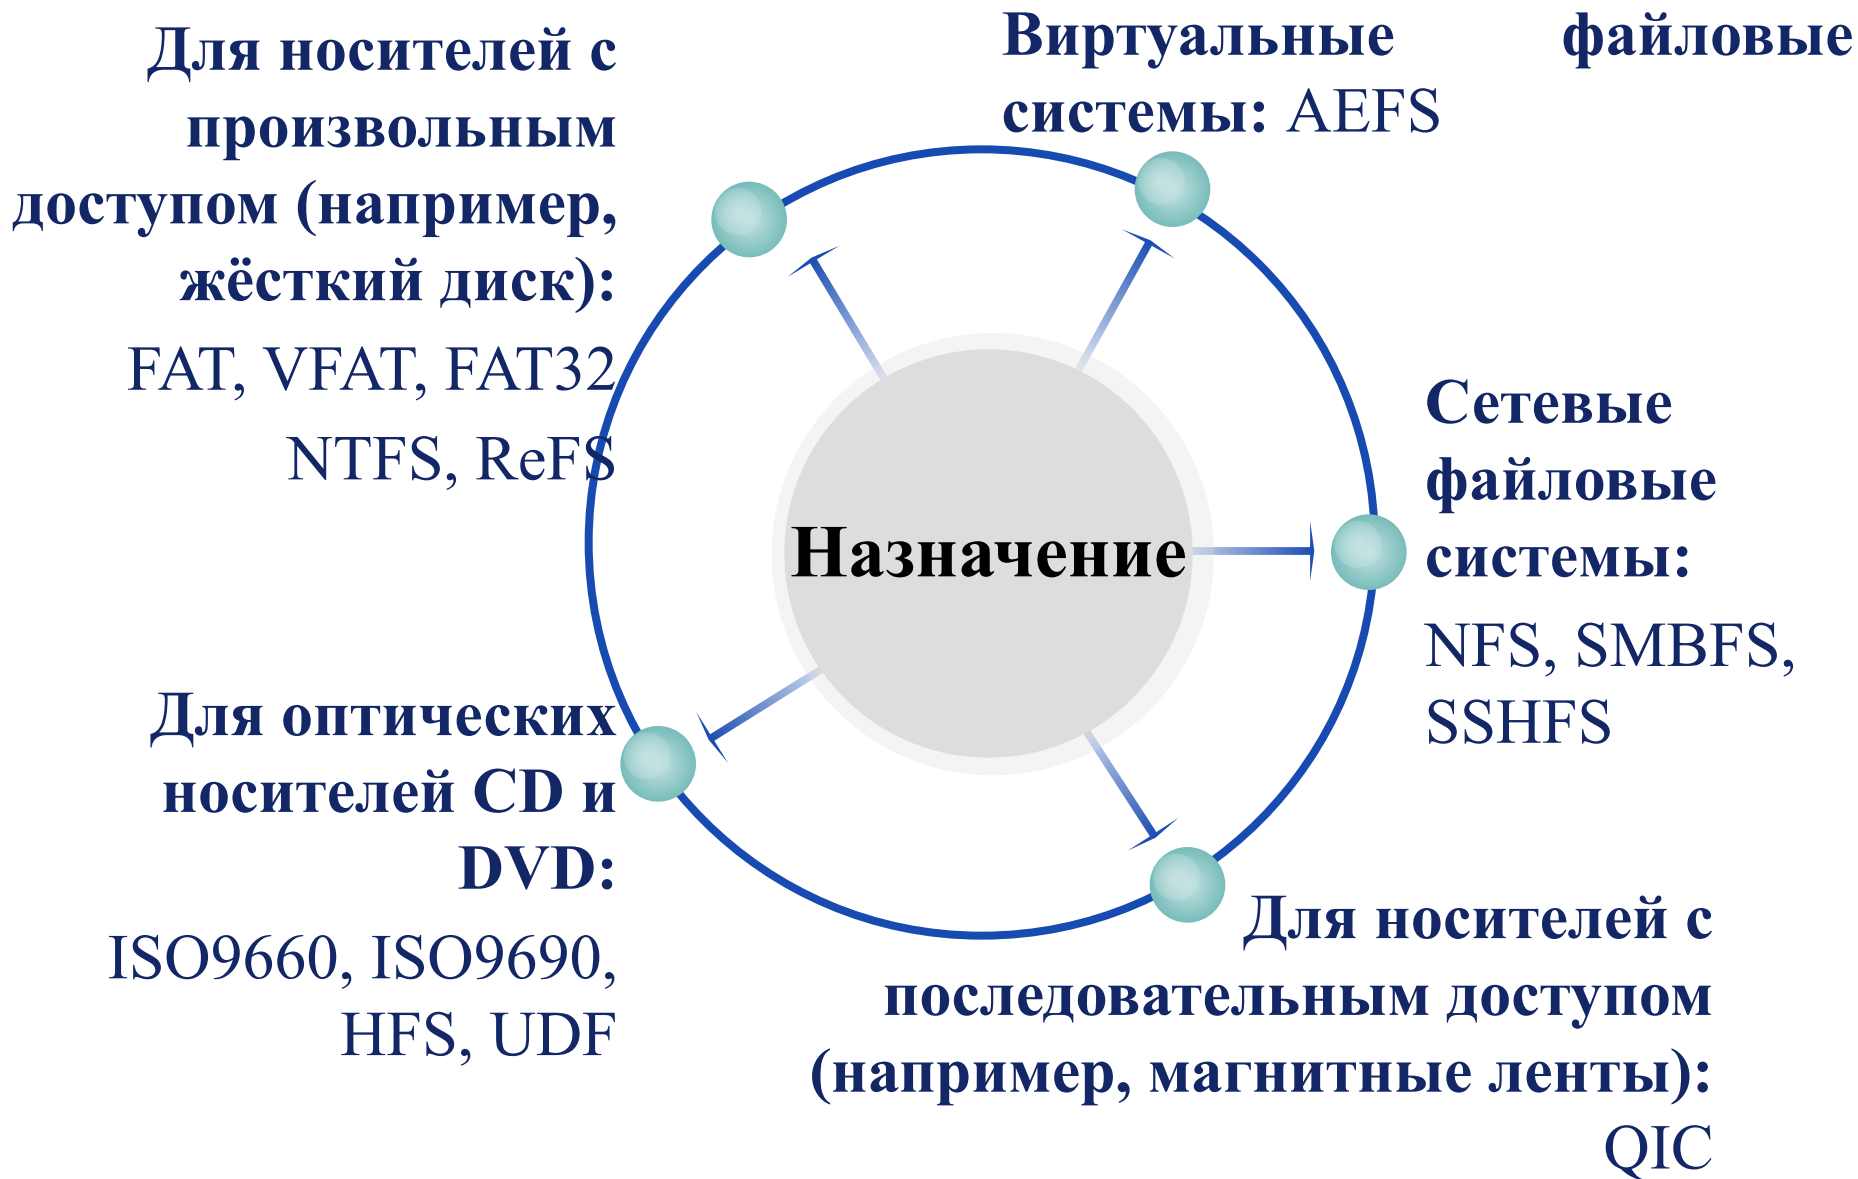 Для носителей с
произвольным
доступом (например,
жёсткий диск):
FAT, VFAT, FAT32
NTFS, ReFS
Виртуальные файловые
системы: AEFS
Сетевые
файловые
системы:
NFS, SMBFS,
SSHFS
Назначение
Для оптических
носителей CD и
DVD:
ISO9660, ISO9690,
HFS, UDF
Для носителей с
последовательным доступом
(например, магнитные ленты):
QIC